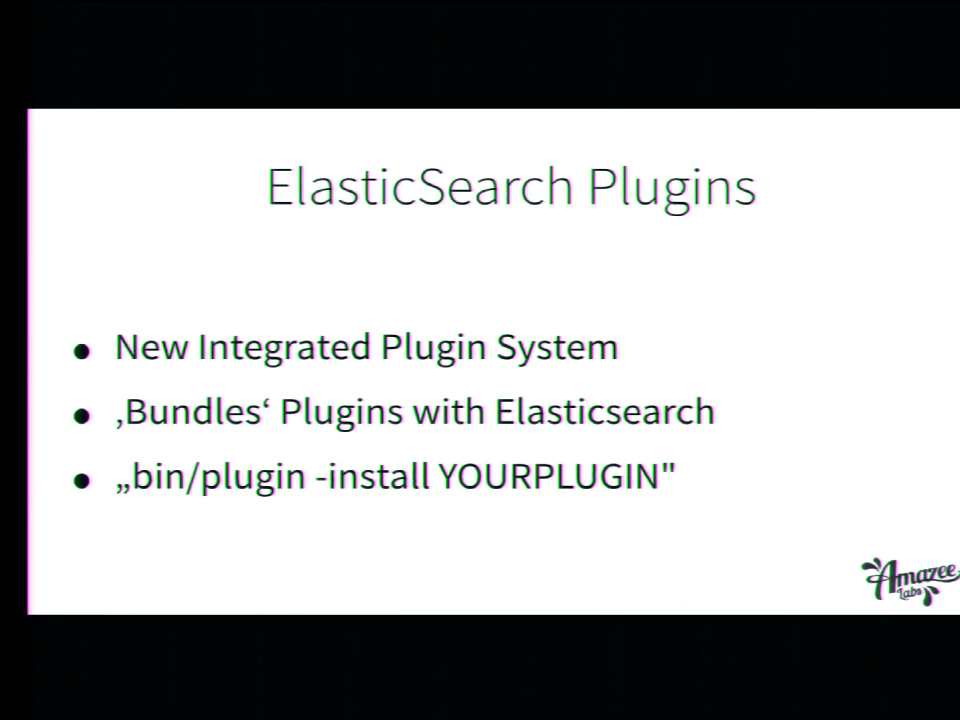 ElasticSearch Plugins
New Integrated Plugin System
‚Bundles‘ Plugins with Elasticsearch
„bin/plugin -install YOURPLUGIN"
Amazee
Labs